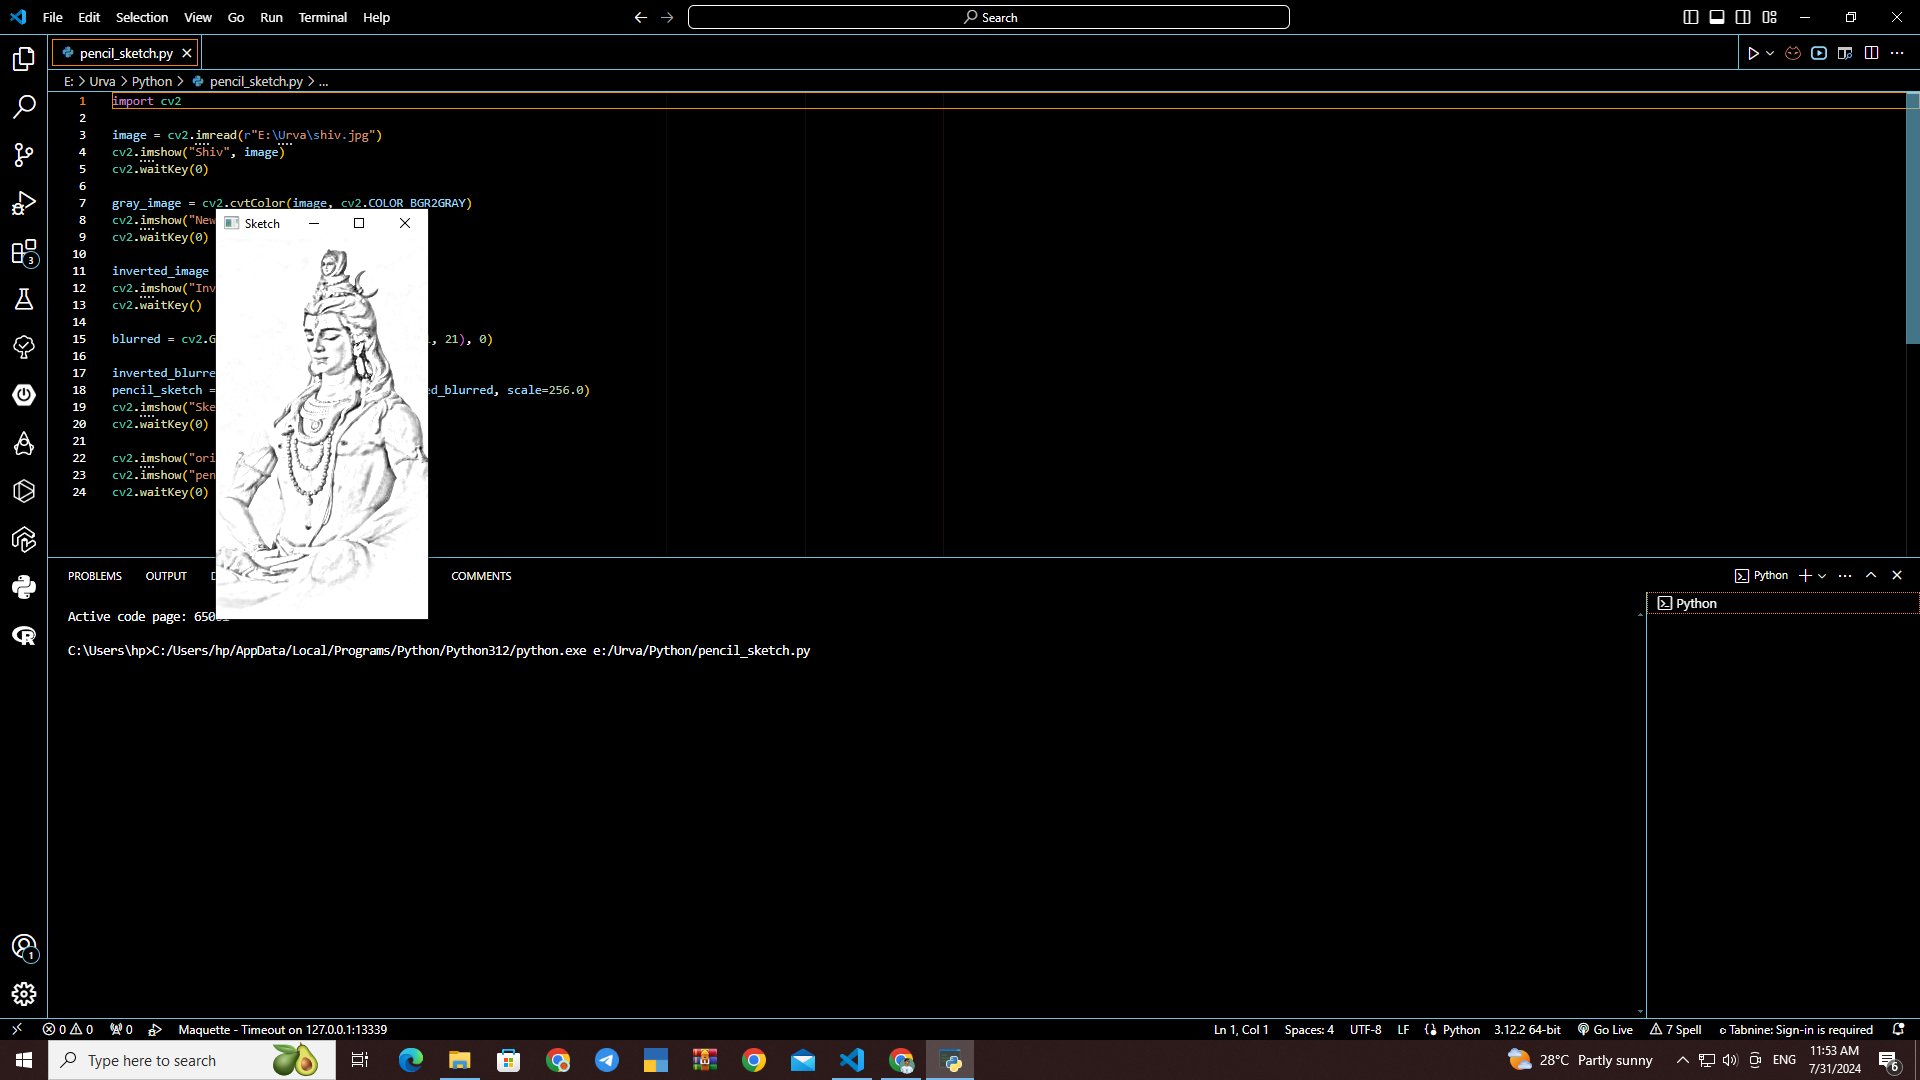 File Edit Selection View Go Run Terminal Help
Search
pencil_sketch.py
E: > Urva > Python > pencil_sketch.py > ...
1 import cv2
2
3 image = cv2.imread(r"E:\Urva\shiv.jpg")
4 cv2.imshow("Shiv", image)
5 cv2.waitKey(0)
6
7 gray_image = cv2.cvtColor(image, cv2.COLOR_BGR2GRAY)
8 cv2.imshow("New
9 cv2.waitKey(0)
10
11 inverted_image
12 cv2.imshow("Inv
13 cv2.waitKey()
14
15 blurred = cv2.G , 21), 0)
16
17 inverted_blurre
18 pencil_sketch = ed_blurred, scale=256.0)
19 cv2.imshow("Ske
20 cv2.waitKey(0)
21
22 cv2.imshow("ori
23 cv2.imshow("pen
24 cv2.waitKey(0)
Sketch
PROBLEMS OUTPUT COMMENTS
Python
Python
Active code page: 65001
C:\Users\hp>C:/Users/hp/AppData/Local/Programs/Python/Python312/python.exe e:/Urva/Python/pencil_sketch.py
3
1
0 0 0 Maquette - Timeout on 127.0.0.1:13339 Ln 1, Col 1 Spaces: 4 UTF-8 LF Python 3.12.2 64-bit Go Live 7 Spell Tabnine: Sign-in is required
Type here to search 28°C Partly sunny ENG 11:53 AM
7/31/2024 6